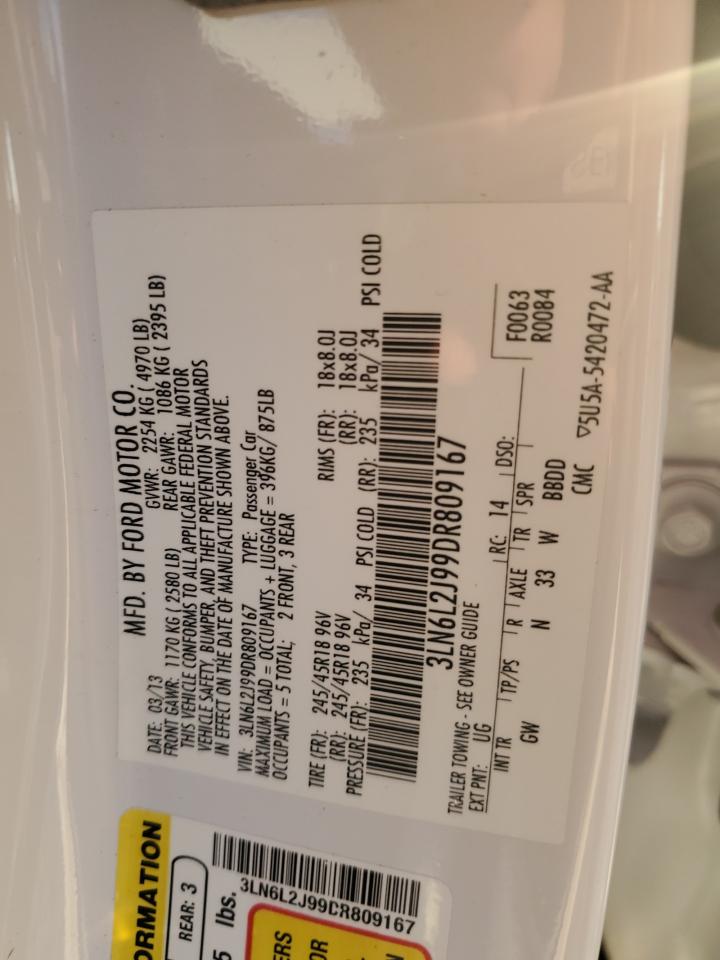 MFD. BY FORD MOTOR CO.
DATE: 03/13 GVWR: 2254 KG ( 4970 LB)
FRONT GAWR: 1170 KG ( 2580 LB) REAR GAWR: 1086 KG ( 2395 LB)
THIS VEHICLE CONFORMS TO ALL APPLICABLE FEDERAL MOTOR
VEHICLE SAFETY, BUMPER, AND THEFT PREVENTION STANDARDS
IN EFFECT ON THE DATE OF MANUFACTURE SHOWN ABOVE.
VIN: 3LN6L2J99DR809167 TYPE: Passenger Car
MAXIMUM LOAD = OCCUPANTS + LUGGAGE = 396KG/ 875LB
OCCUPANTS = 5 TOTAL; 2 FRONT, 3 REAR
TIRE (FR): 245/45R18 96V RIMS (FR): 18x8.0J
(RR): 245/45R18 96V (RR): 18x8.0J
PRESSURE (FR): 235 kPa/ 34 PSI COLD (RR): 235 kPa/ 34 PSI COLD
3LN6L2J99DR809167
TRAILER TOWING - SEE OWNER GUIDE
EXT PNT: UG RC: 14 DSO: F0063
INT TR TP/PS R AXLE TR SPR R0084
GW N 33 W BBDD
CMC ▽5U5A-5420472-AA
ORMATION
REAR: 3
5 lbs.
3LN6L2J99DR809167
ERS
OR
N